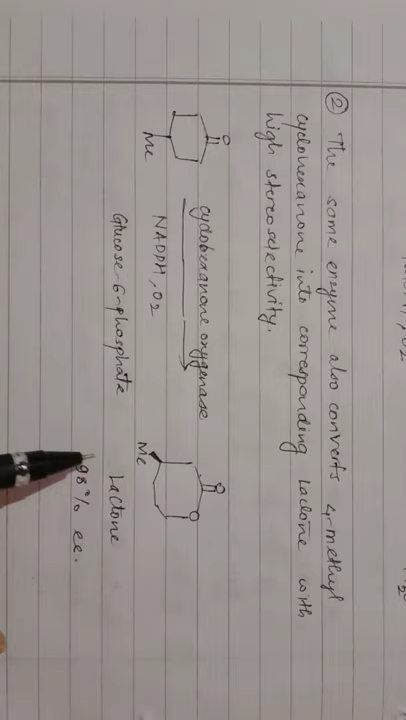 ② The same enzyme also converts 4-methyl
cyclohexanone into corresponding Lactone with
high stereoselectivity.
O
Me
cyclohexanone oxygenase
NADPH, O2
Glucose-6-phosphate
O
O
Me
Lactone
98% ee.